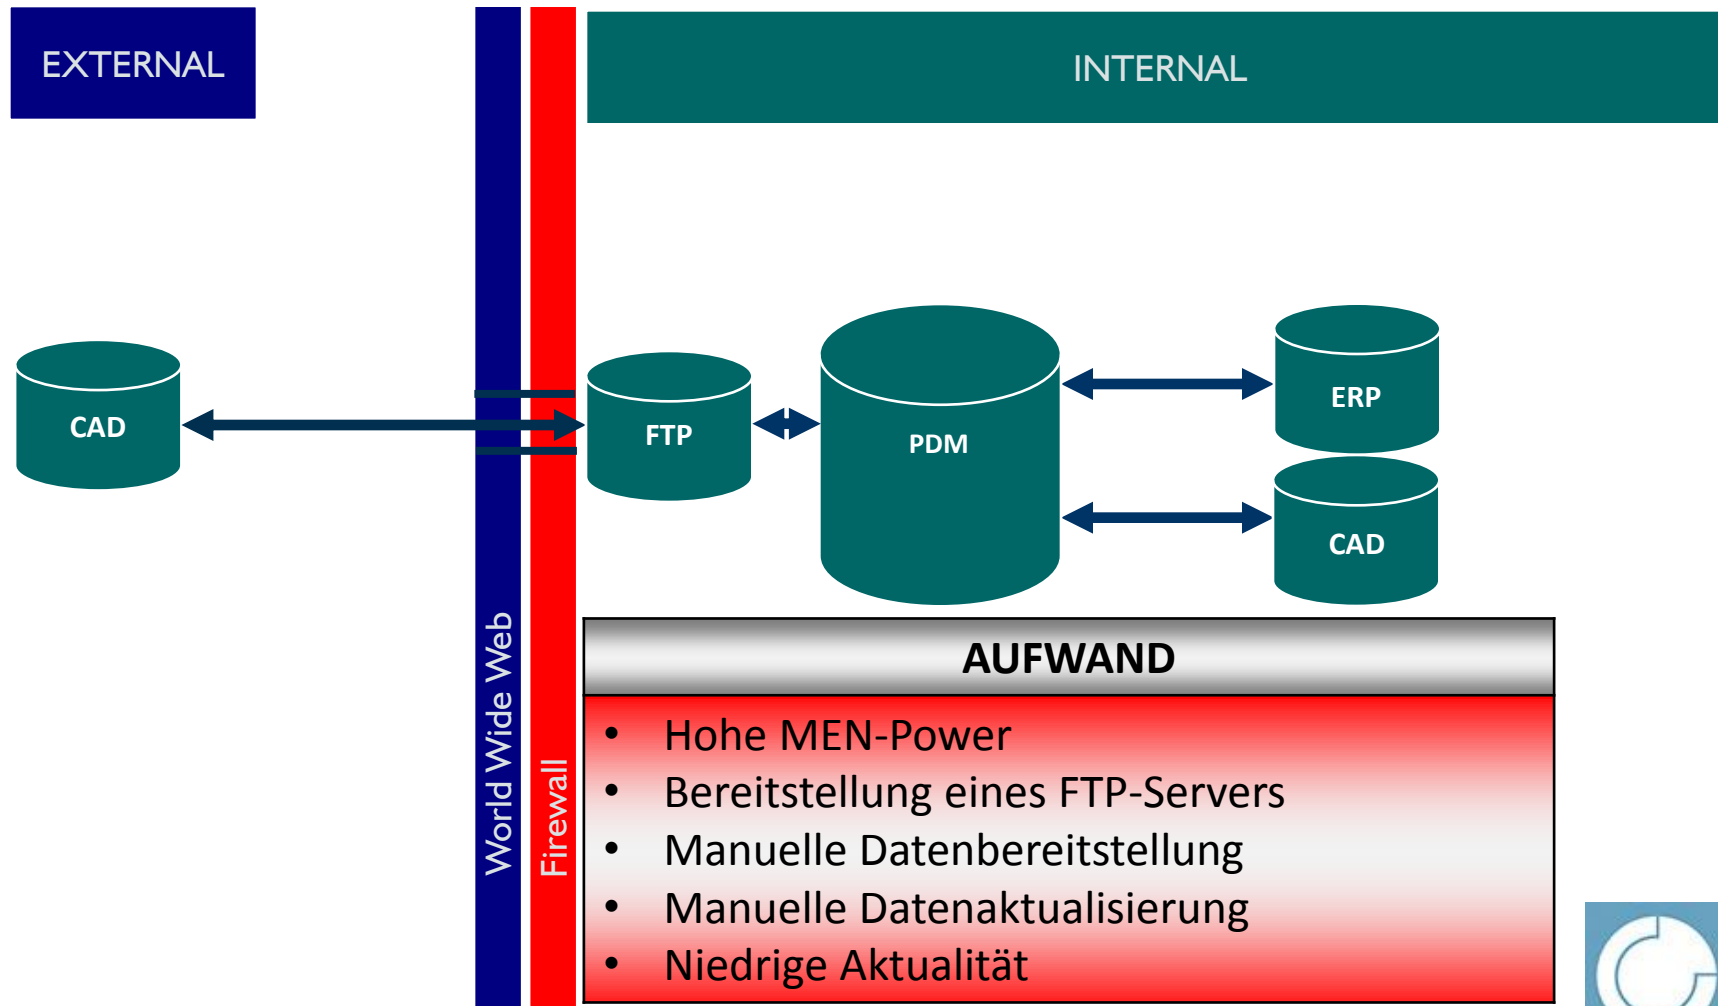 EXTERNAL
INTERNAL
CAD
FTP
PDM
ERP
CAD
World Wide Web
Firewall
AUFWAND
• Hohe MEN-Power
• Bereitstellung eines FTP-Servers
• Manuelle Datenbereitstellung
• Manuelle Datenaktualisierung
• Niedrige Aktualität